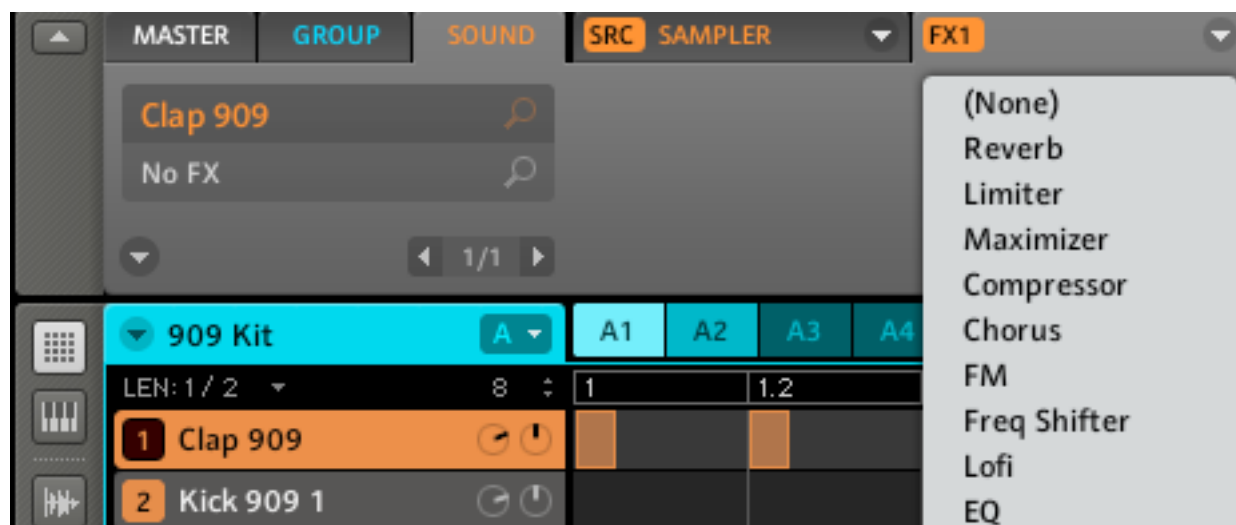 MASTER GROUP SOUND SRC SAMPLER FX1
Clap 909
No FX
1/1
(None)
Reverb
Limiter
Maximizer
Compressor
Chorus
FM
Freq Shifter
Lofi
EQ
909 Kit A A1 A2 A3 A4
LEN: 1 / 2 8 1 1.2
1 Clap 909
2 Kick 909 1